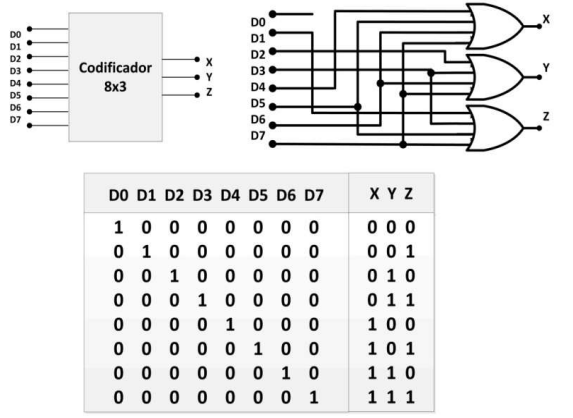 D0
D1
D2
D3
D4
D5
D6
D7
Codificador
8x3
X
Y
Z
D0
D1
D2
D3
D4
D5
D6
D7
X
Y
Z
D0 D1 D2 D3 D4 D5 D6 D7 X Y Z
1 0 0 0 0 0 0 0 0 0 0
0 1 0 0 0 0 0 0 0 0 1
0 0 1 0 0 0 0 0 0 1 0
0 0 0 1 0 0 0 0 0 1 1
0 0 0 0 1 0 0 0 1 0 0
0 0 0 0 0 1 0 0 1 0 1
0 0 0 0 0 0 1 0 1 1 0
0 0 0 0 0 0 0 1 1 1 1